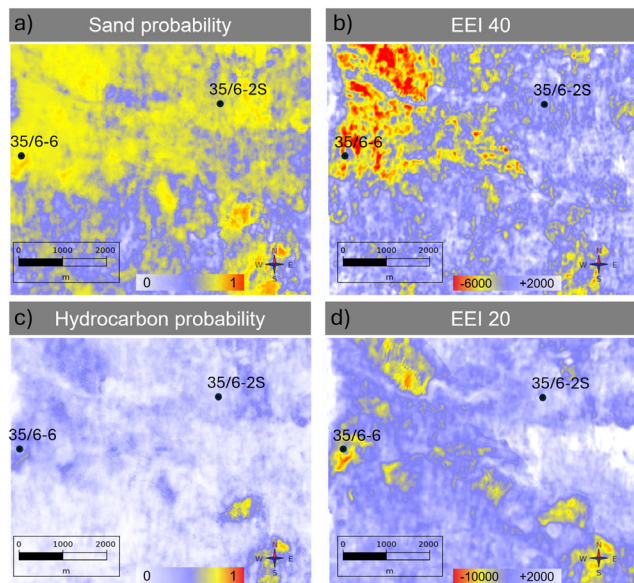 a) Sand probability
35/6-2S
35/6-6
0 1000 2000
m
N
W E
S
0 1
b) EEI 40
35/6-2S
35/6-6
0 1000 2000
m
N
W E
S
-6000 +2000
c) Hydrocarbon probability
35/6-2S
35/6-6
0 1000 2000
m
N
W E
S
0 1
d) EEI 20
35/6-2S
35/6-6
0 1000 2000
m
N
W E
S
-10000 +2000